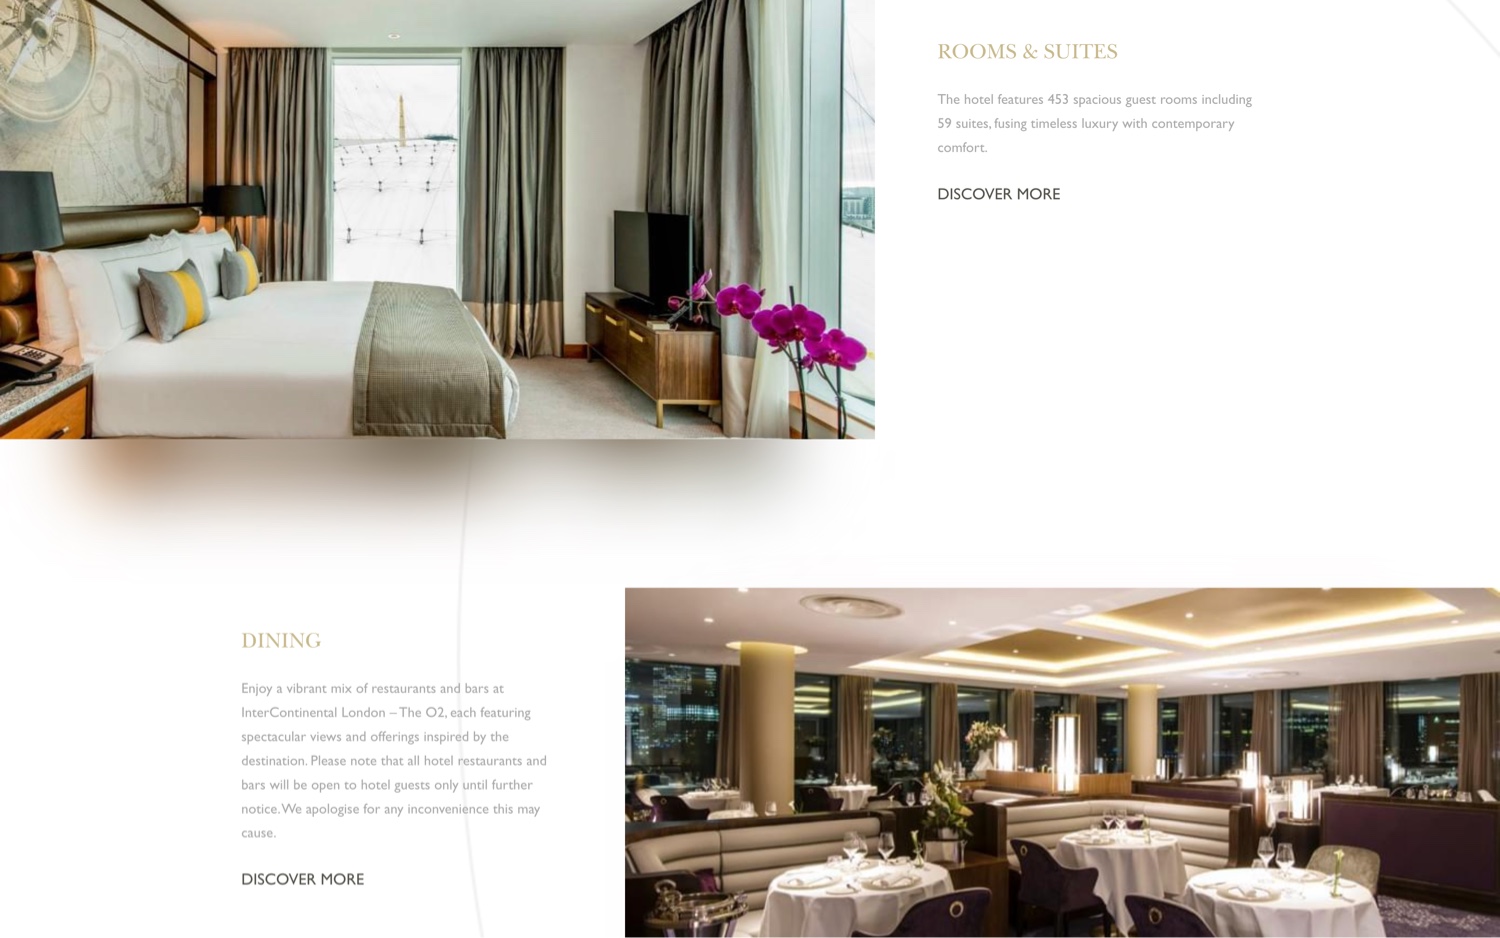 ROOMS & SUITES
The hotel features 453 spacious guest rooms including
59 suites, fusing timeless luxury with contemporary
comfort.
DISCOVER MORE
DINING
Enjoy a vibrant mix of restaurants and bars at
InterContinental London – The O2, each featuring
spectacular views and offerings inspired by the
destination. Please note that all hotel restaurants and
bars will be open to hotel guests only until further
notice. We apologise for any inconvenience this may
cause.
DISCOVER MORE